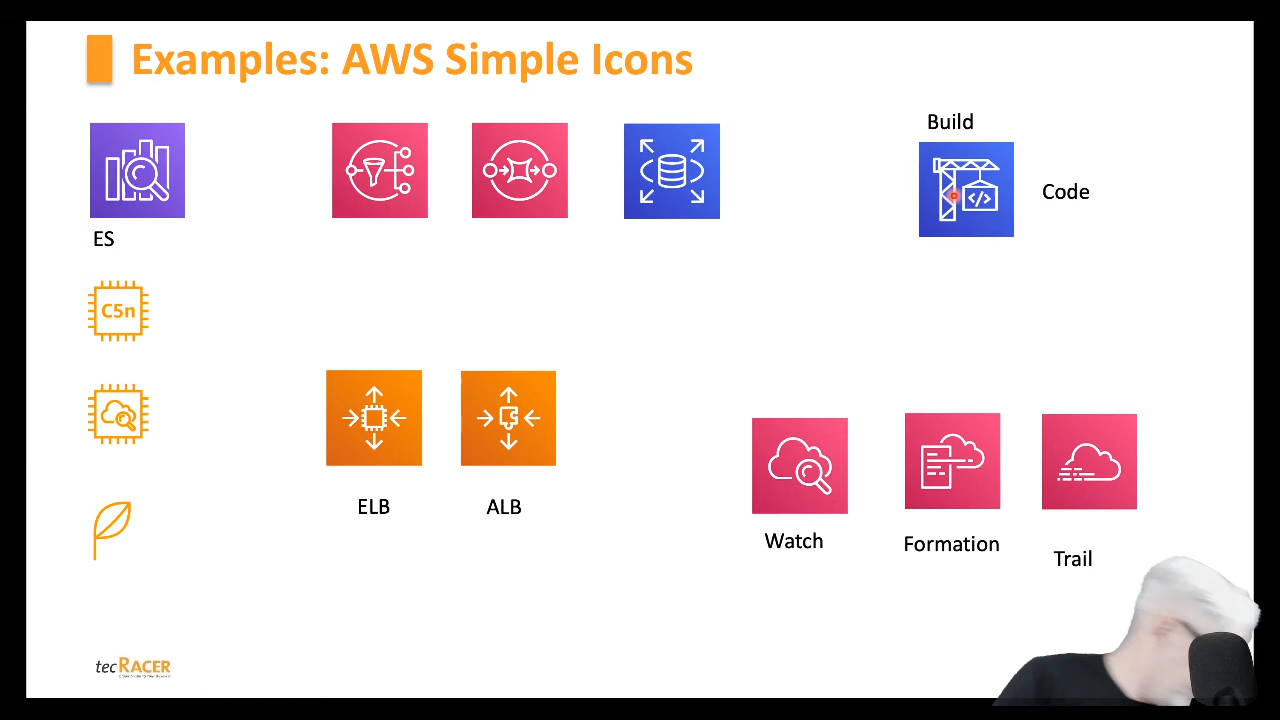 Examples: AWS Simple Icons
Build
Code
ES
C5n
ELB
ALB
Watch
Formation
Trail
tecRACER